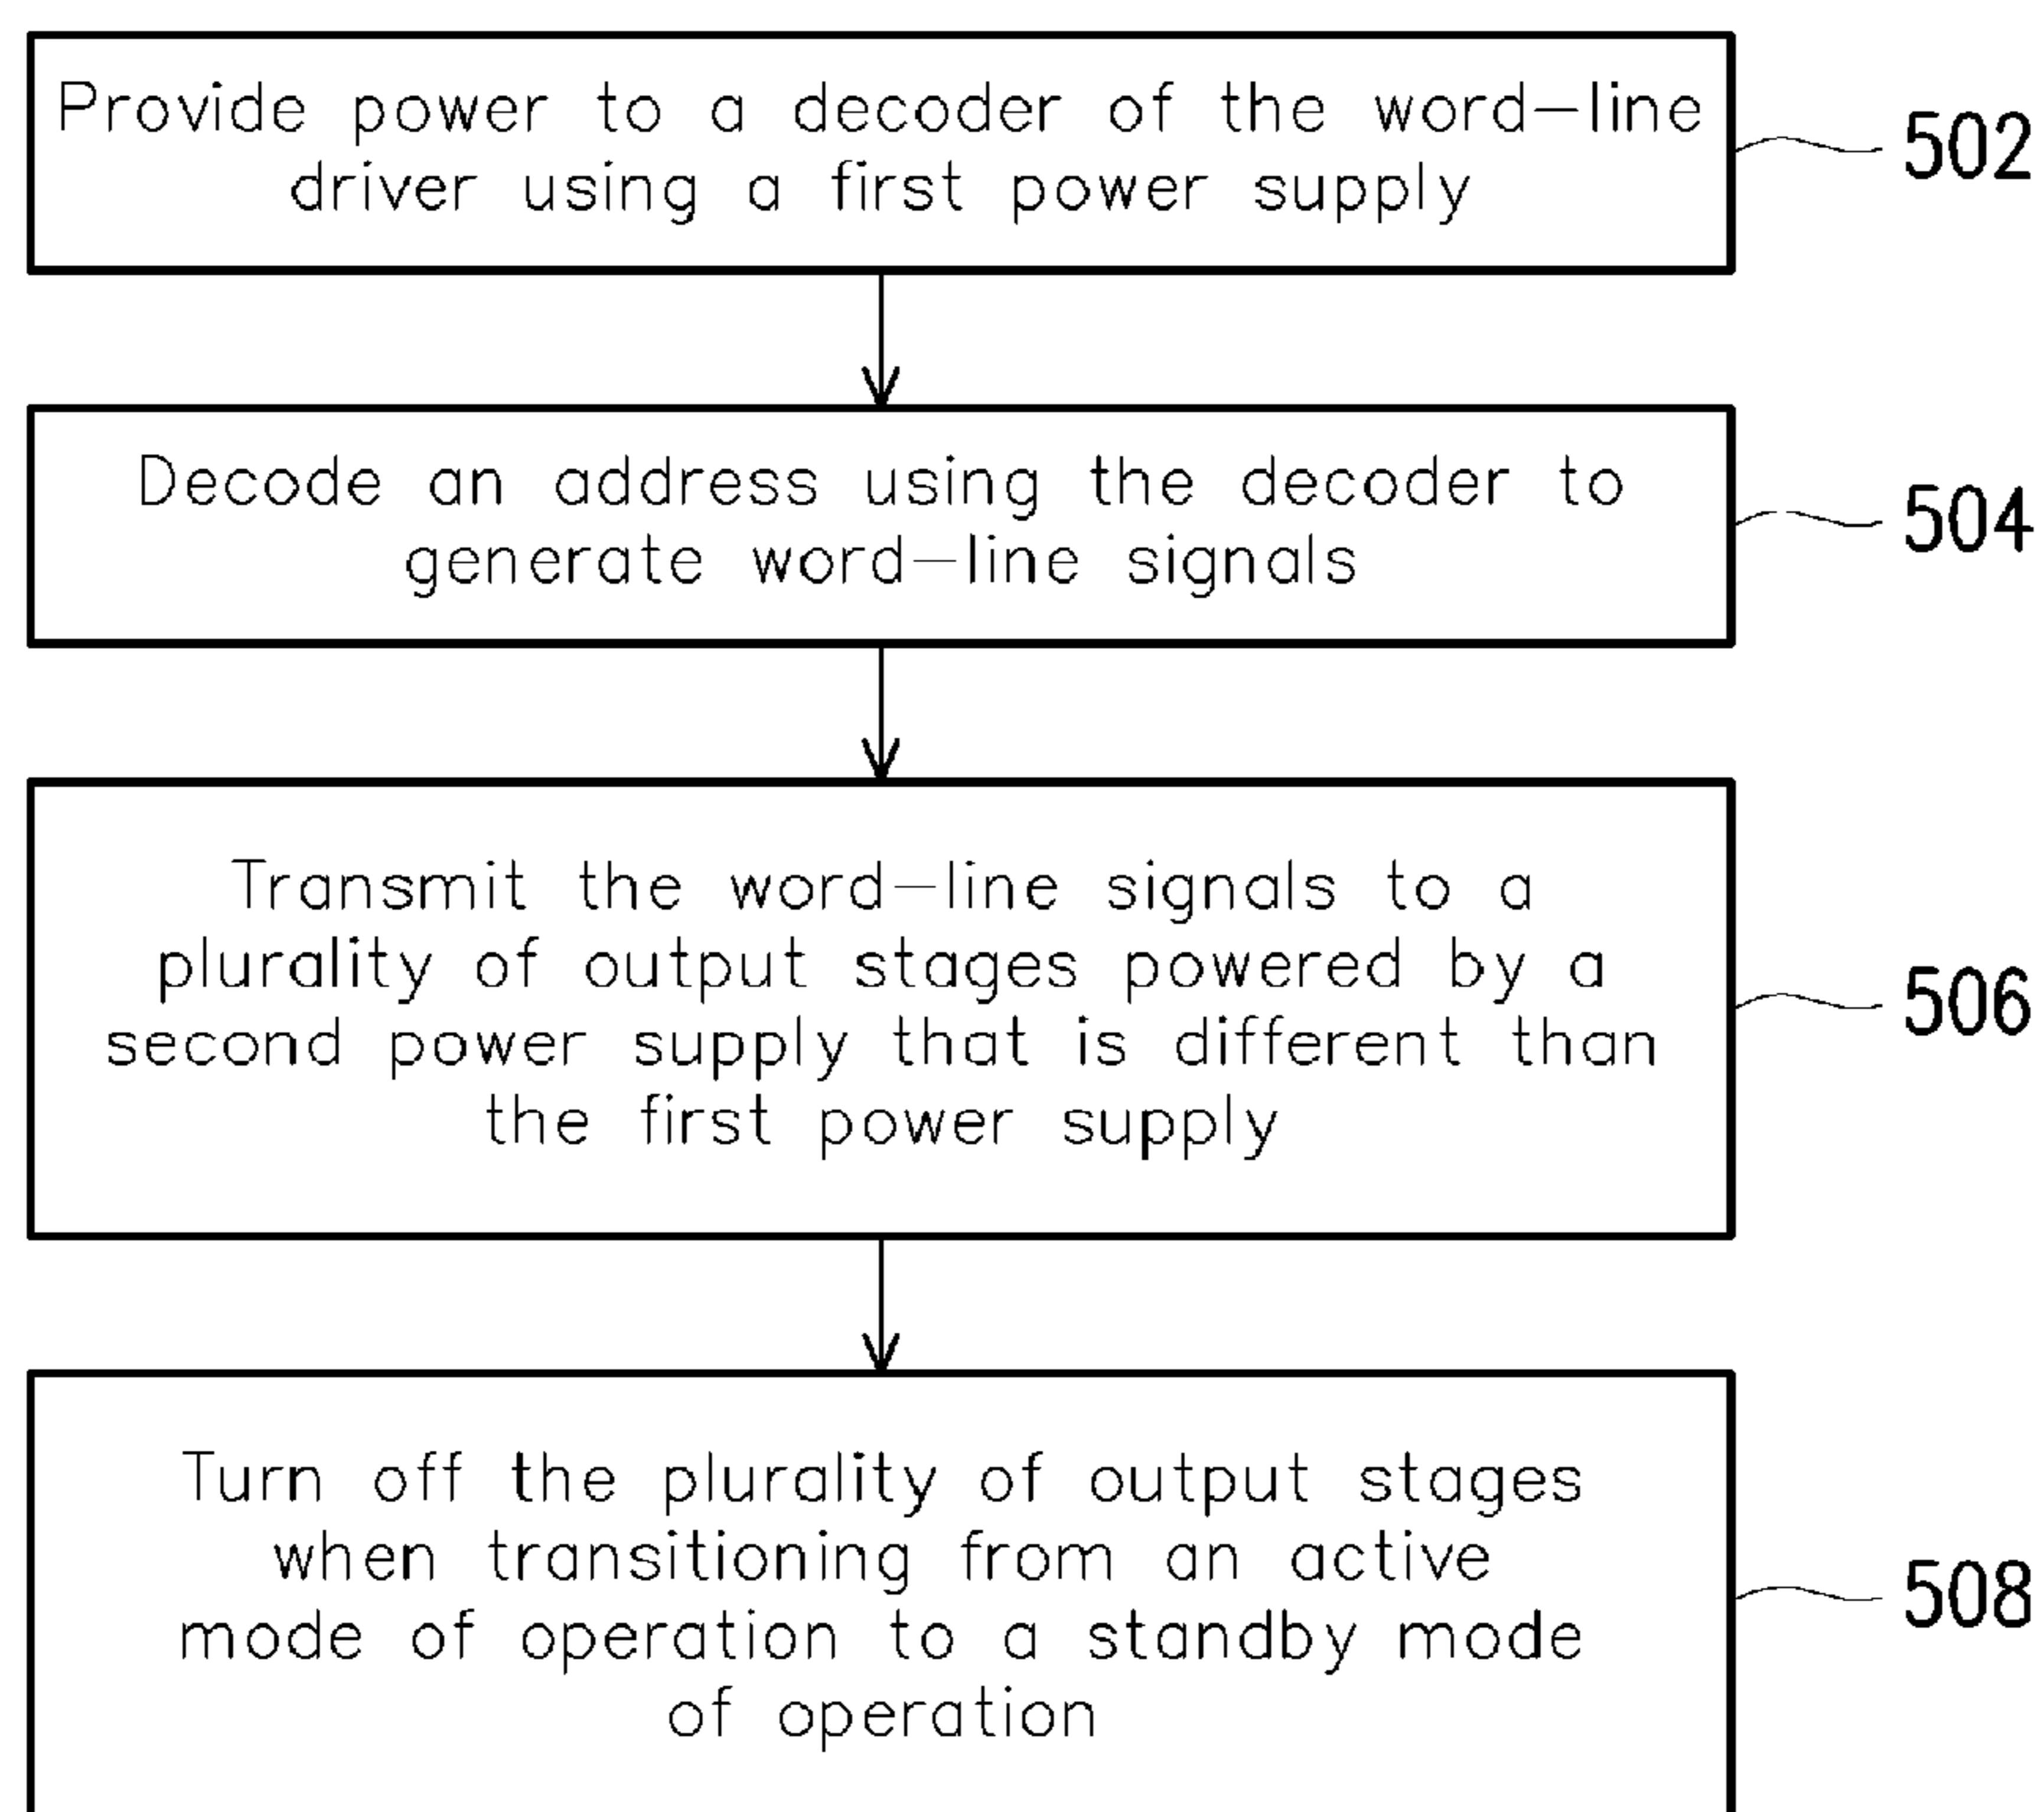 Provide power to a decoder of the word-line
driver using a first power supply
502
Decode an address using the decoder to
generate word-line signals
504
Transmit the word-line signals to a
plurality of output stages powered by a
second power supply that is different than
the first power supply
506
Turn off the plurality of output stages
when transitioning from an active
mode of operation to a standby mode
of operation
508